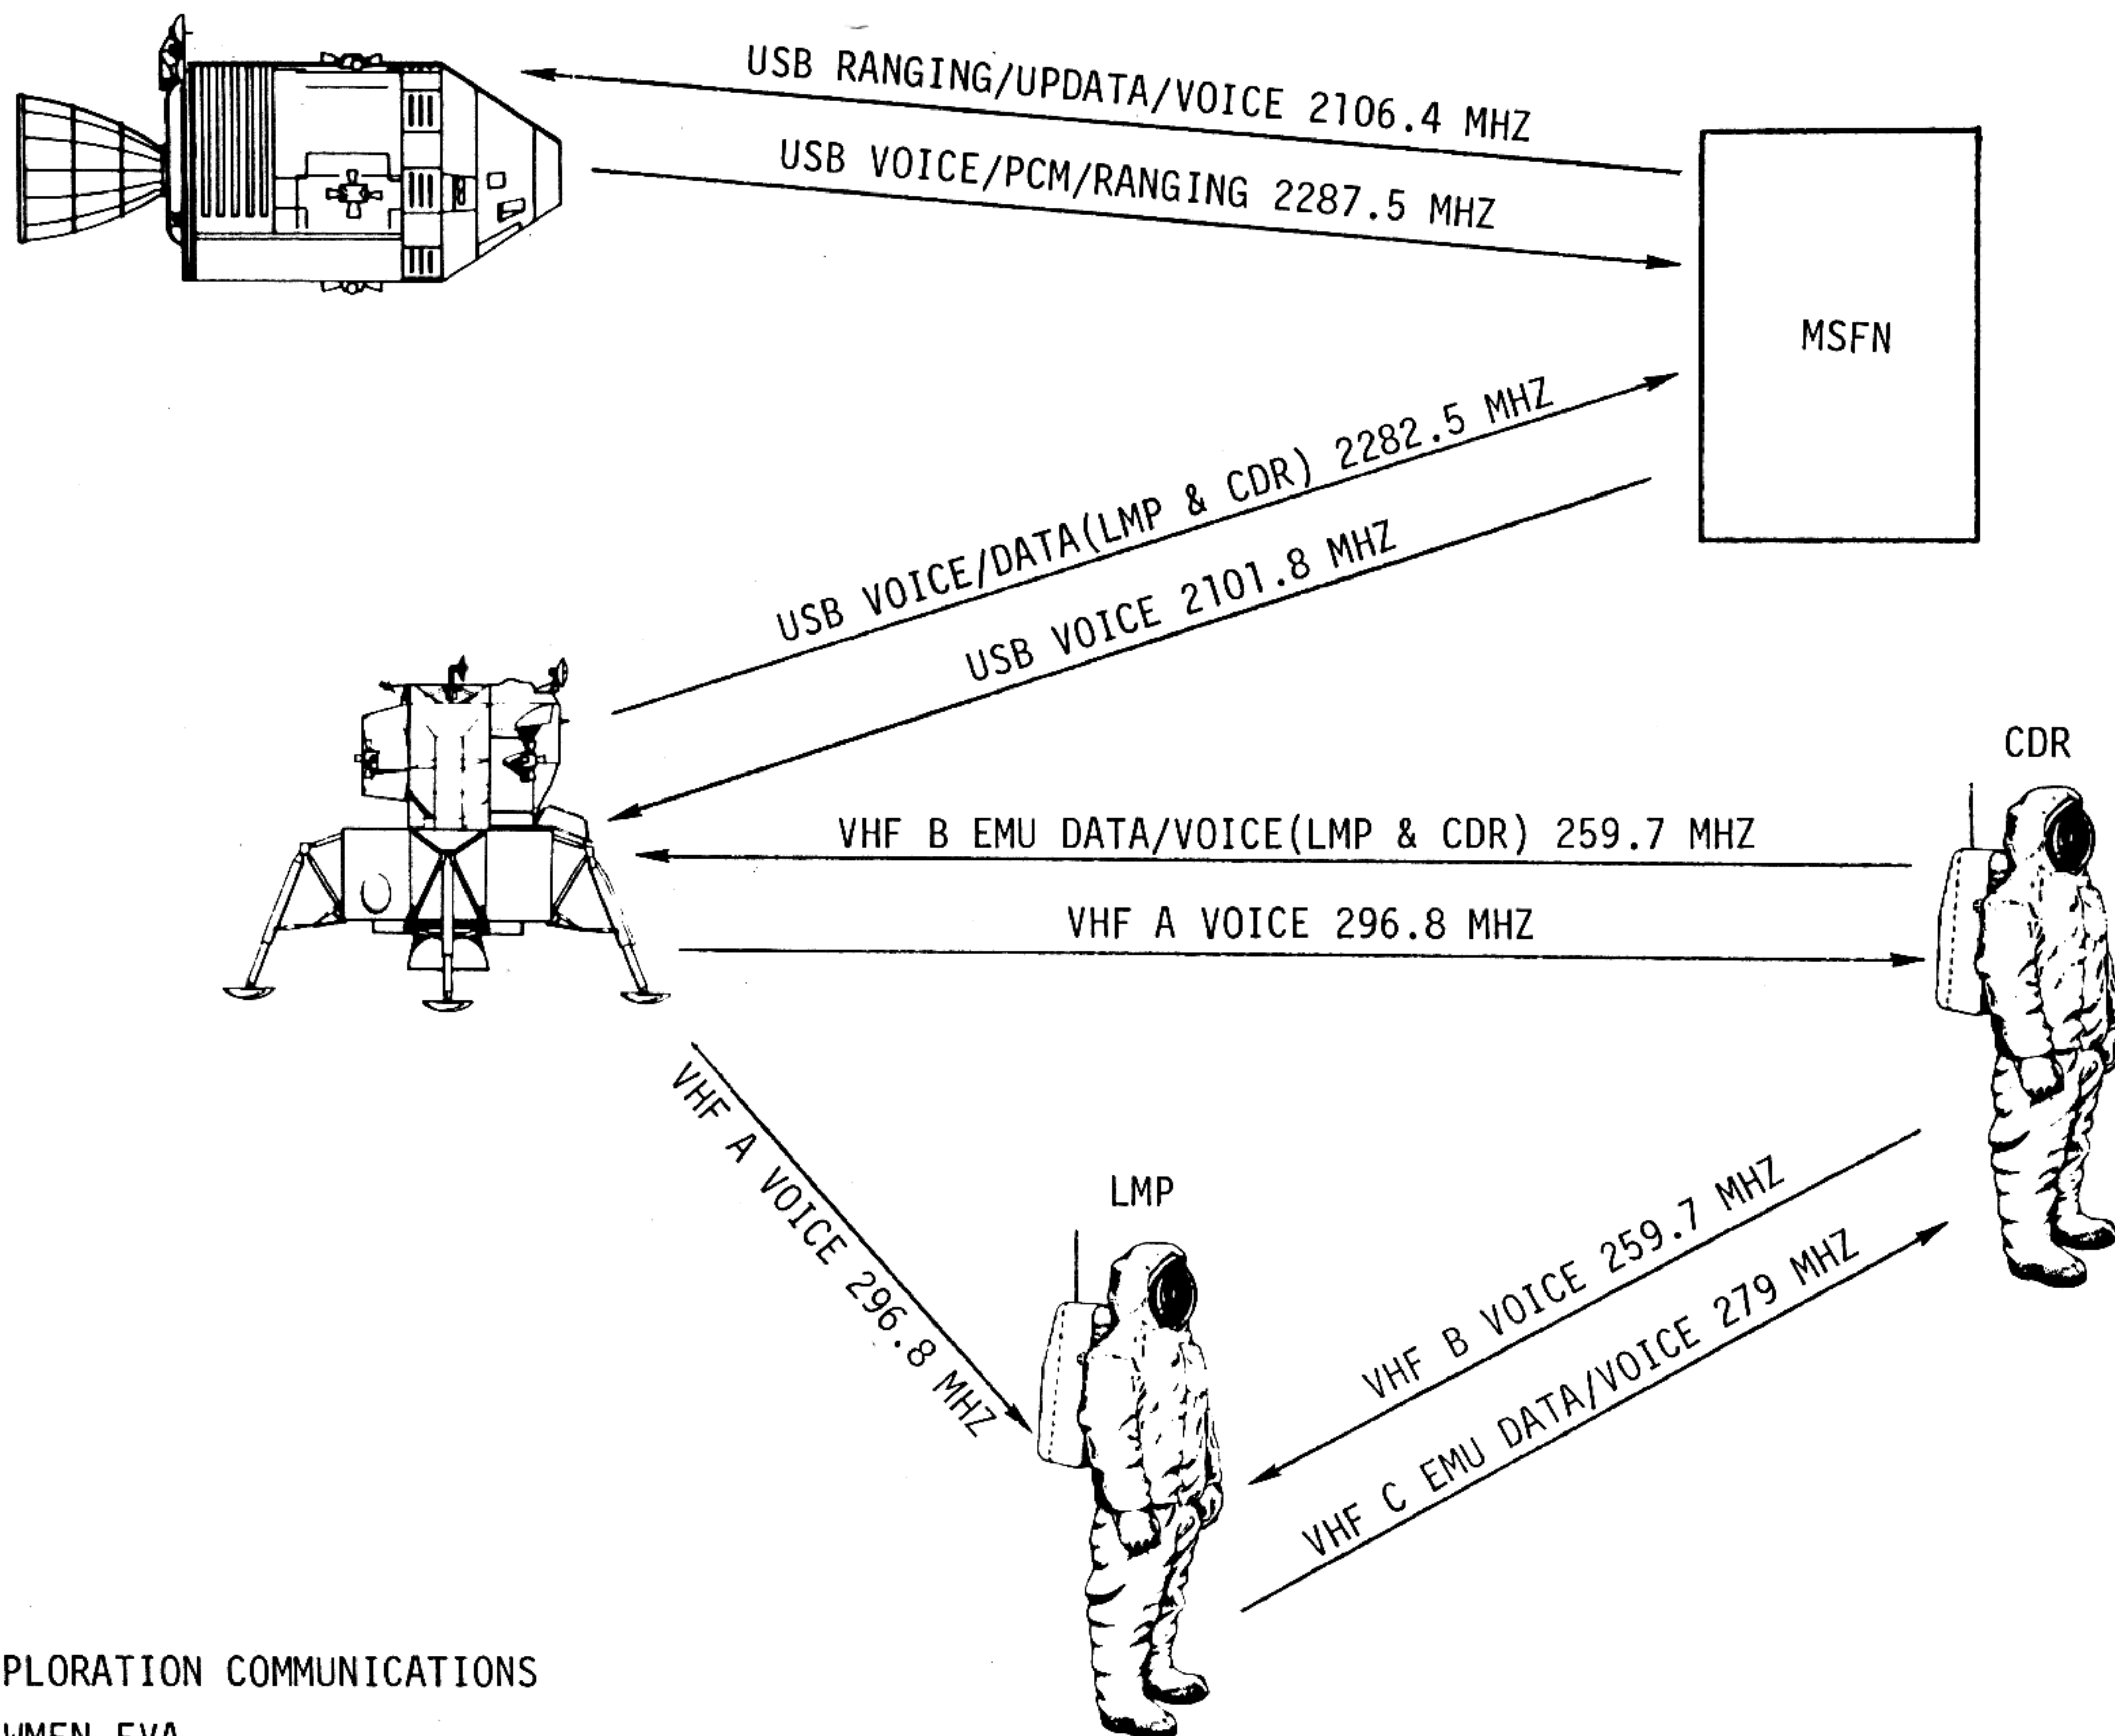 USB RANGING/UPDATA/VOICE 2106.4 MHZ
USB VOICE/PCM/RANGING 2287.5 MHZ
MSFN
USB VOICE/DATA(LMP & CDR) 2282.5 MHZ
USB VOICE 2101.8 MHZ
CDR
VHF B EMU DATA/VOICE(LMP & CDR) 259.7 MHZ
VHF A VOICE 296.8 MHZ
VHF A VOICE 296.8 MHZ
LMP
VHF B VOICE 259.7 MHZ
VHF C EMU DATA/VOICE 279 MHZ
PLORATION COMMUNICATIONS
WMEN EVA